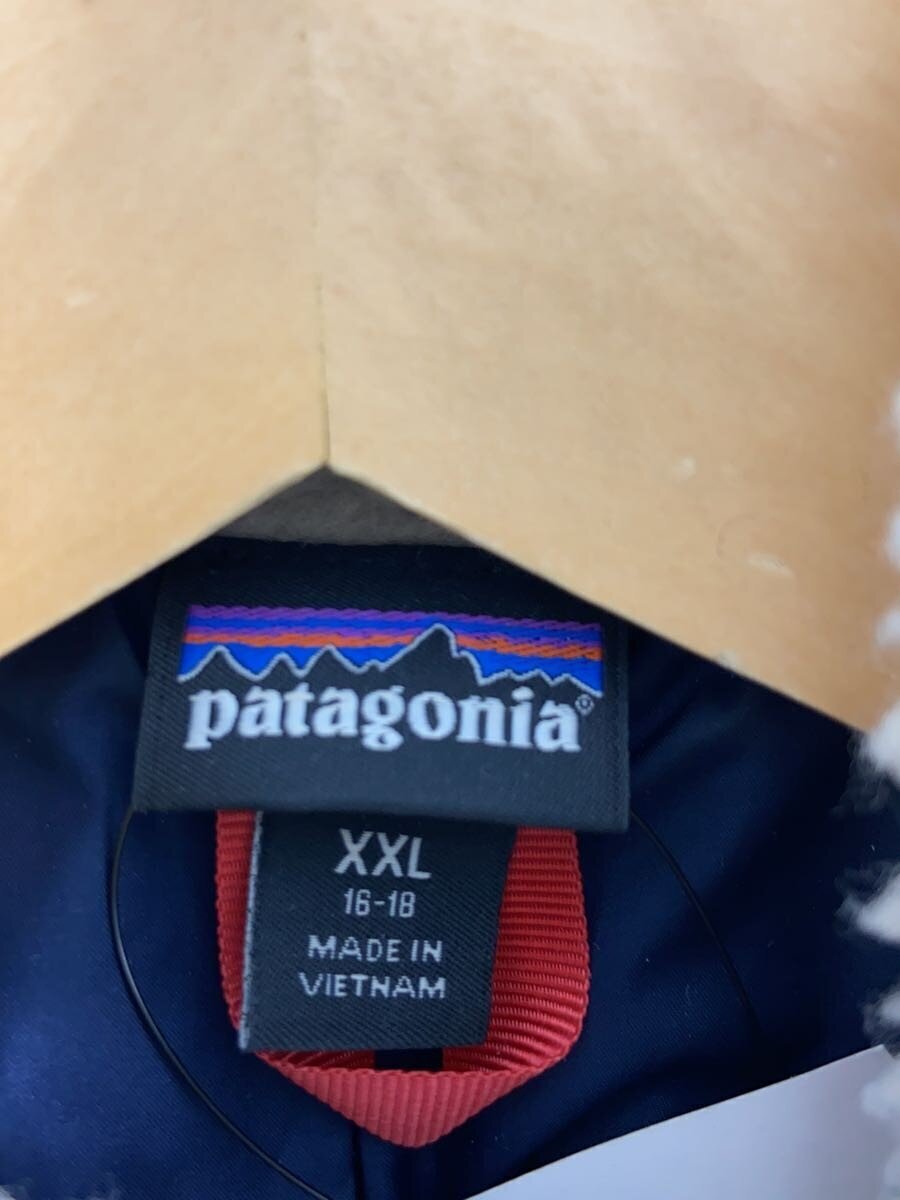 patagonia®
XXL
16-18
MADE IN
VIETNAM